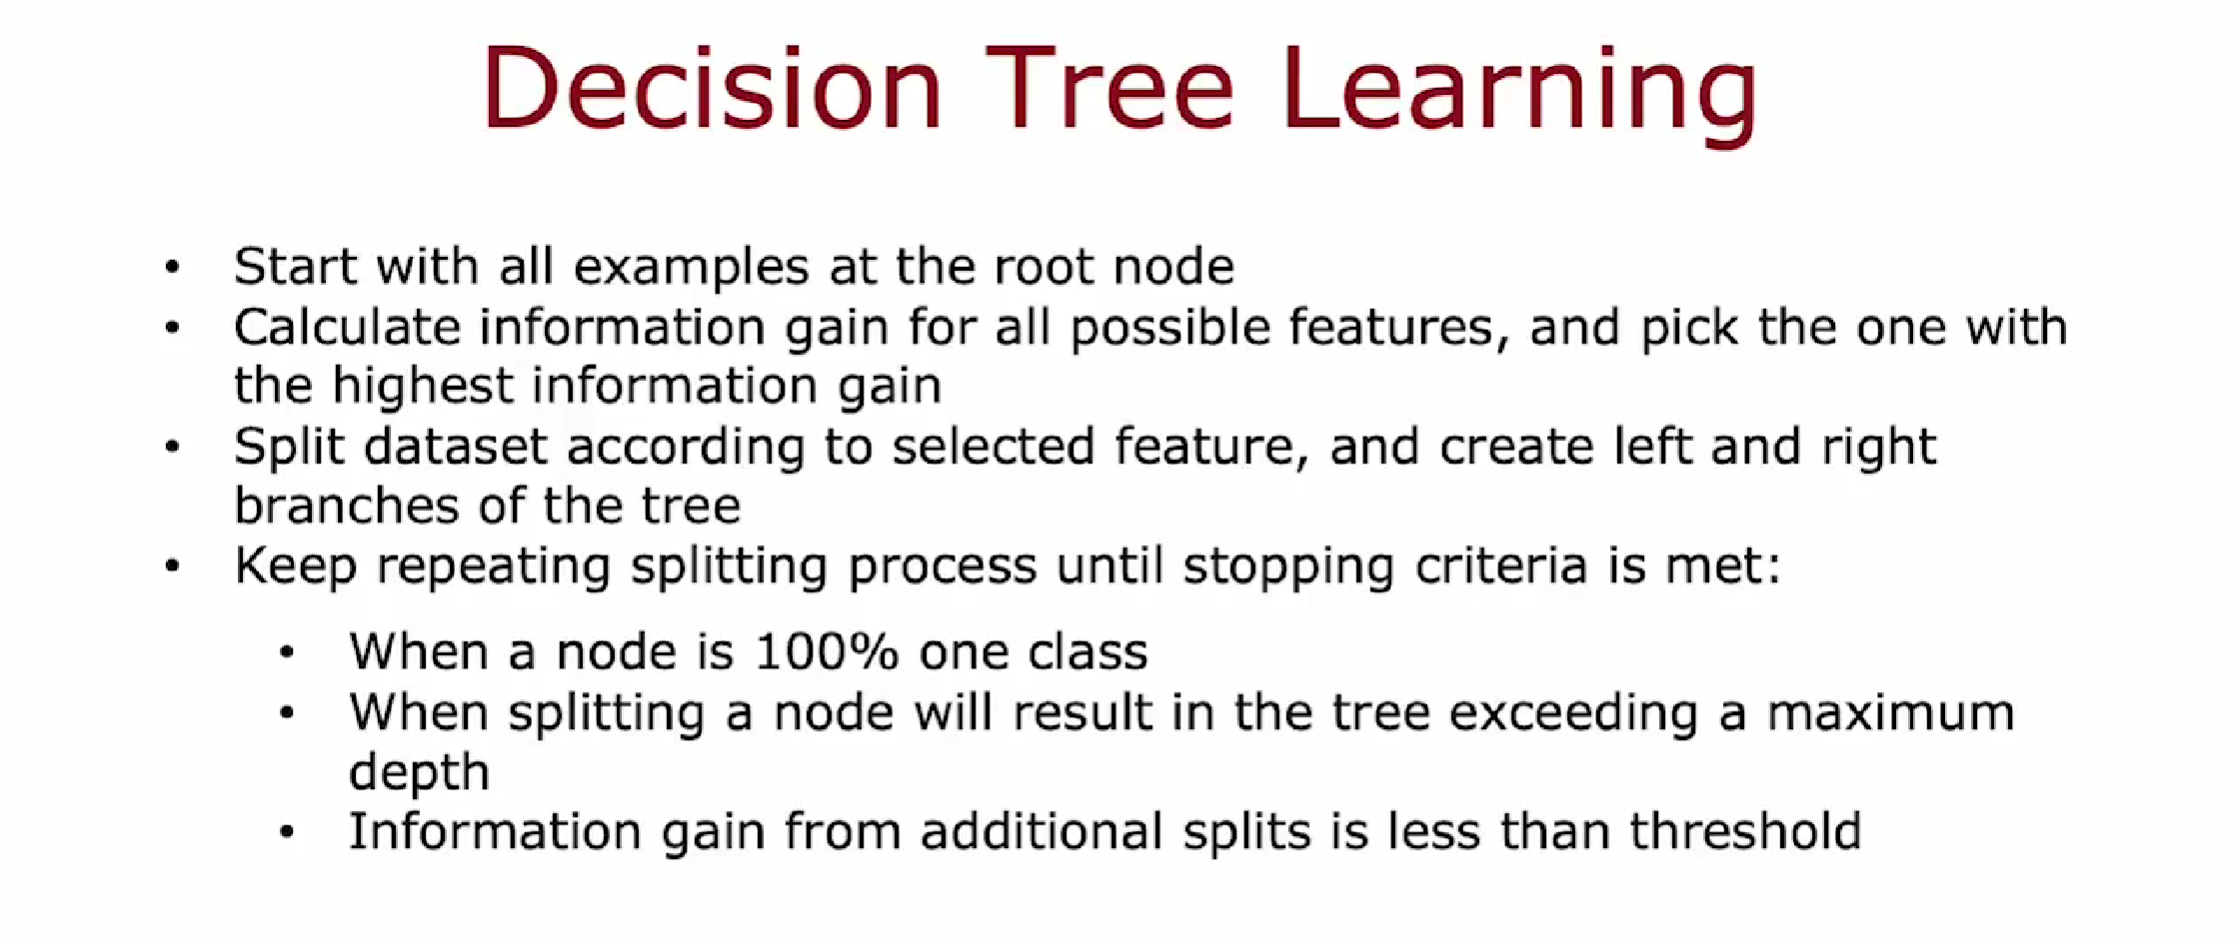 Decision Tree Learning
• Start with all examples at the root node
• Calculate information gain for all possible features, and pick the one with
the highest information gain
• Split dataset according to selected feature, and create left and right
branches of the tree
• Keep repeating splitting process until stopping criteria is met:
• When a node is 100% one class
• When splitting a node will result in the tree exceeding a maximum
depth
• Information gain from additional splits is less than threshold